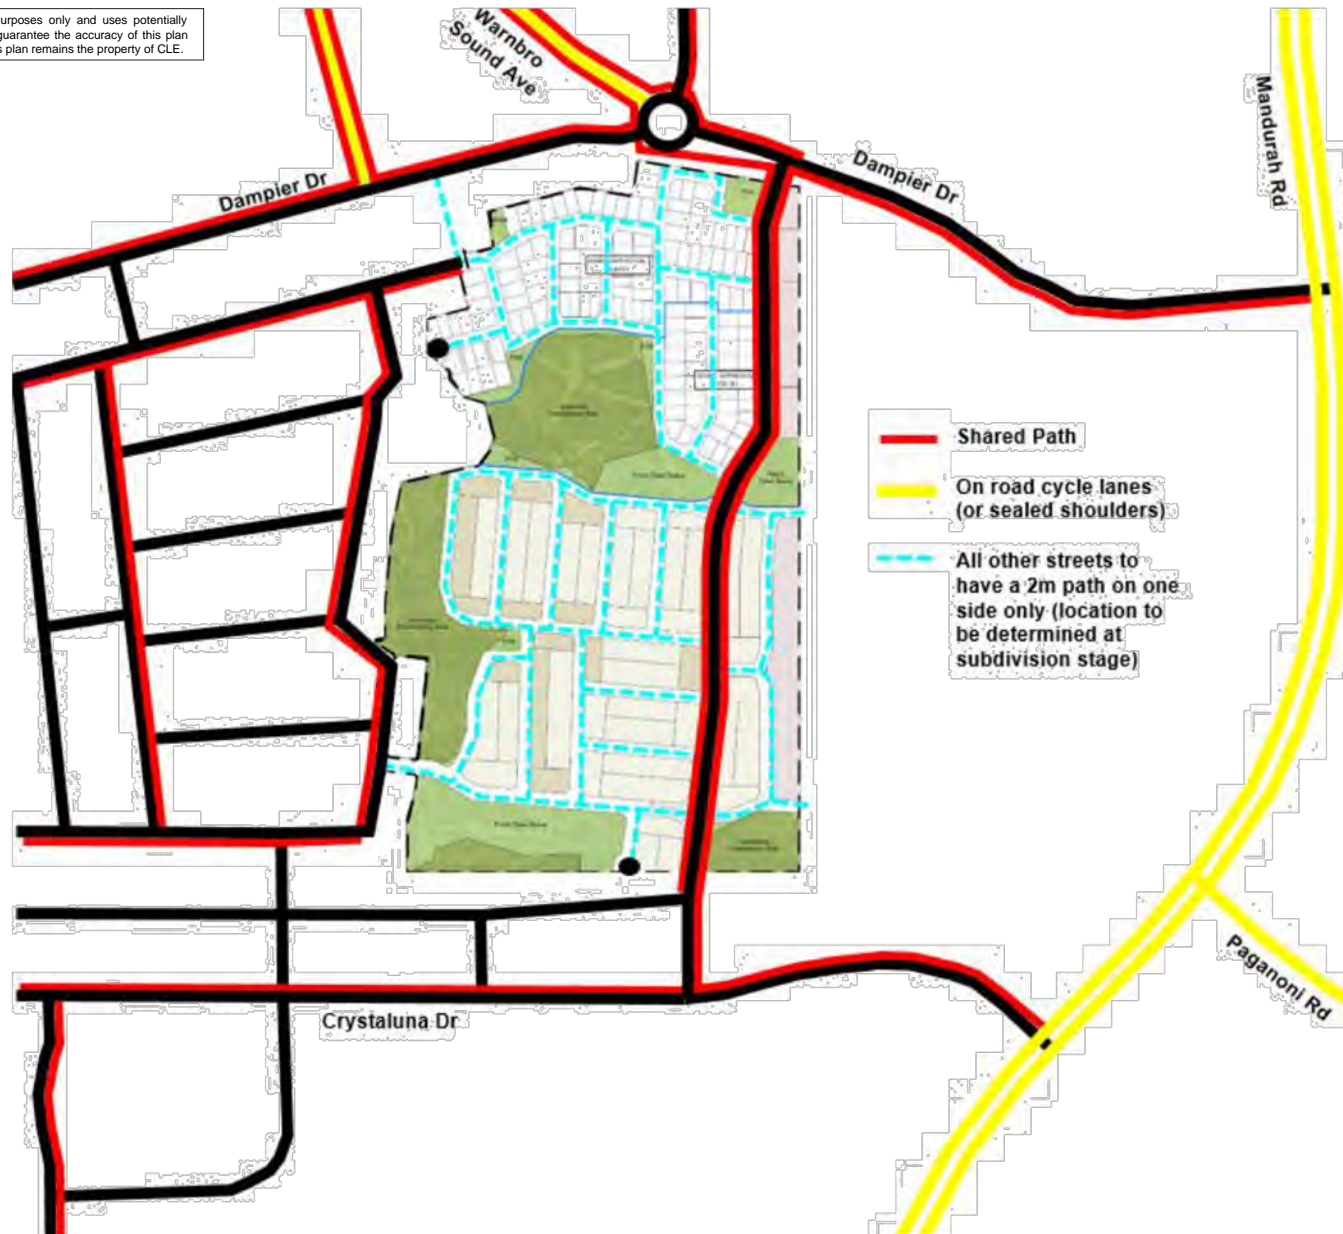 urposes only and uses potentially
guarantee the accuracy of this plan
s plan remains the property of CLE.
Warnbro
Sound Ave
Mandurah Rd
Dampier Dr
Dampier Dr
Shared Path
On road cycle lanes
(or sealed shoulders)
All other streets to
have a 2m path on one
side only (location to
be determined at
subdivision stage)
Paganoni Rd
Crystaluna Dr